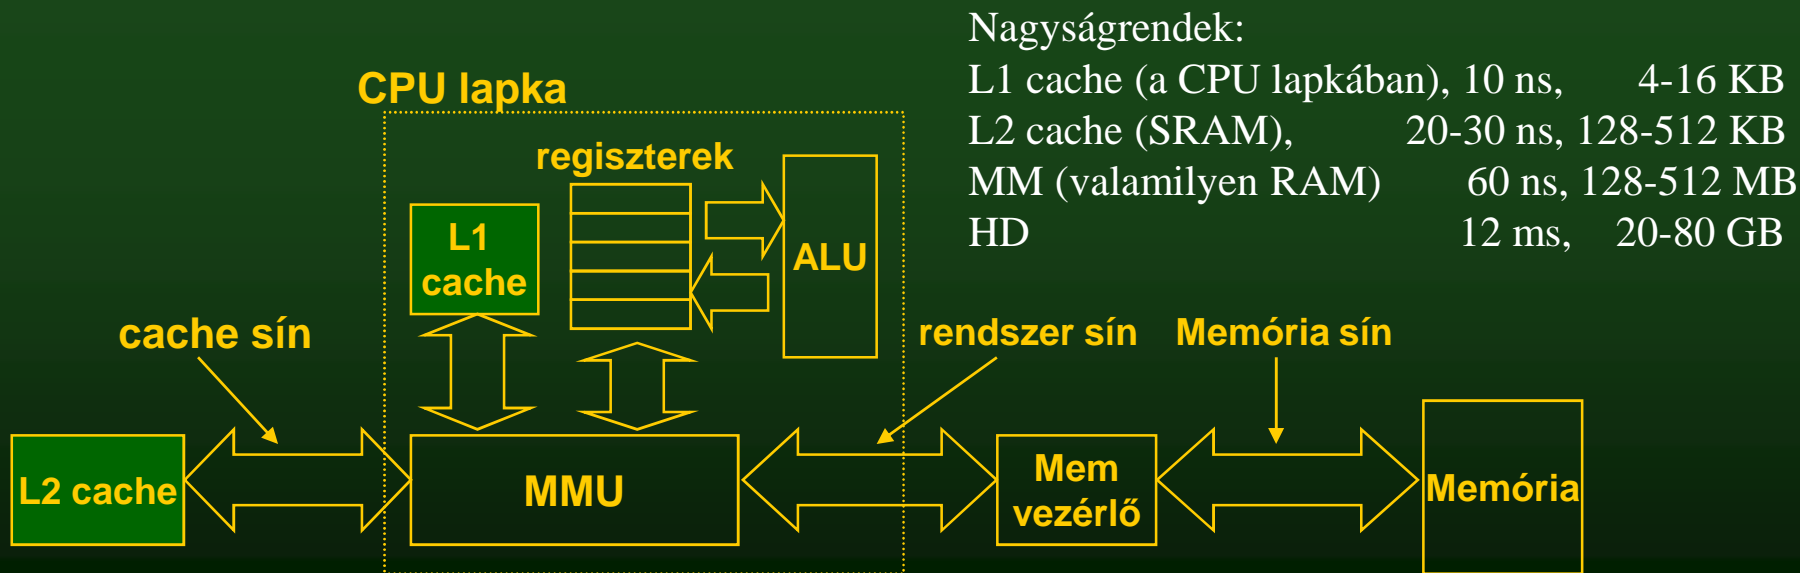 Nagyságrendek:
L1 cache (a CPU lapkában), 10 ns, 4-16 KB
L2 cache (SRAM), 20-30 ns, 128-512 KB
MM (valamilyen RAM) 60 ns, 128-512 MB
HD 12 ms, 20-80 GB
CPU lapka
regiszterek
L1
cache
ALU
cache sín
rendszer sín
Memória sín
L2 cache
MMU
Mem
vezérlő
Memória